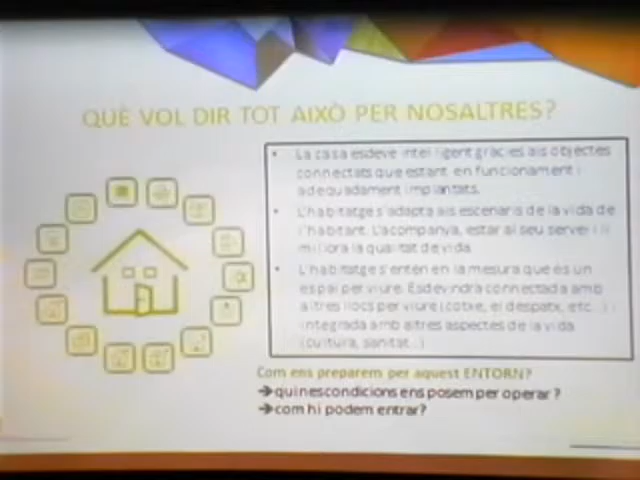 QUÈ VOL DIR TOT AIXÒ PER NOSALTRES?
• La casa esdevé intel·ligent gràcies als objectes
connectats que estant en funcionament i
adequadament implantats.
• L'habitatge s'adapta als escenaris de la vida de
l'habitant. L'acompanya, estar al seu servei i li
millora la qualitat de vida.
• L'habitatge s'entén en la mesura que és un
espai per viure. Esdevindrà connectada amb
altres llocs per viure (cotxe, el despatx, etc...) i
integrada amb altres aspectes de la vida
(cultura, sanitat...)
Com ens preparem per aquest ENTORN?
→ quines condicions ens posem per operar?
→ com hi podem entrar?